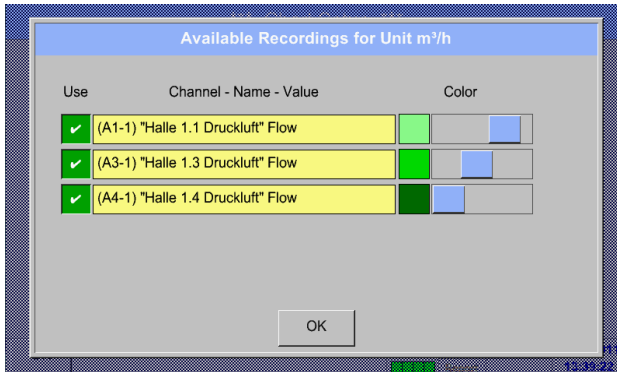 Available Recordings for Unit m³/h
Use Channel - Name - Value Color
(A1-1) "Halle 1.1 Druckluft" Flow
(A3-1) "Halle 1.3 Druckluft" Flow
(A4-1) "Halle 1.4 Druckluft" Flow
OK
13:39:22